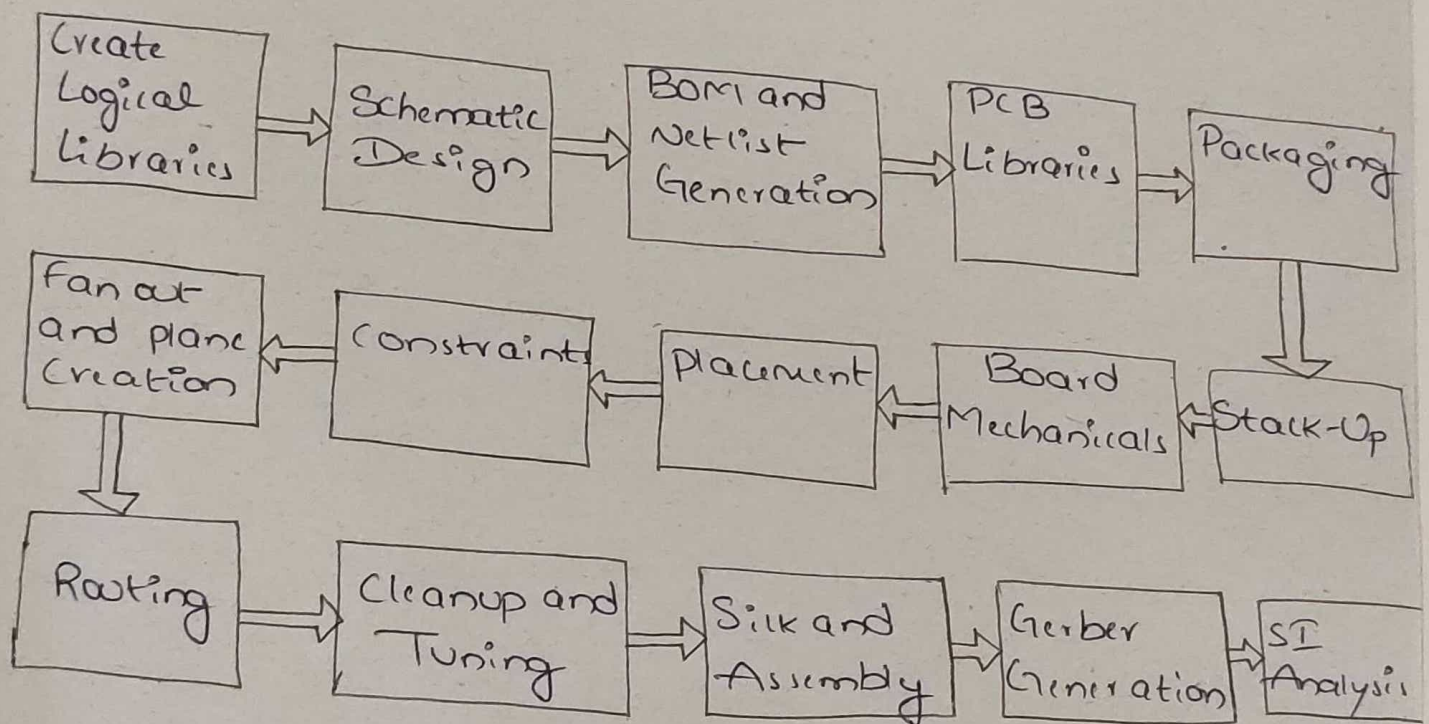 Create
Logical
Libraries
Schematic
Design
BOM and
Netlist
Generation
PCB
Libraries
Packaging
Fan out
and plane
Creation
Constraints
Placement
Board
Mechanicals
Stack-Up
Routing
Cleanup and
Tuning
Silk and
Assembly
Gerber
Generation
SI
Analysis